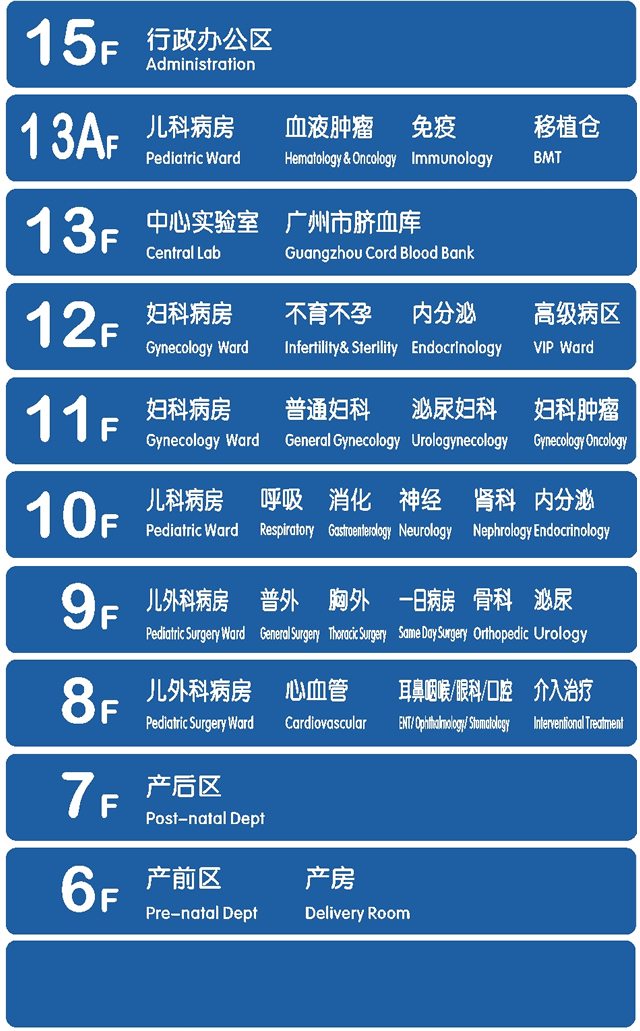 15F 行政办公区
Administration
13AF 儿科病房 血液肿瘤 免疫 移植仓
Pediatric Ward Hematology & Oncology Immunology BMT
13F 中心实验室 广州市脐血库
Central Lab Guangzhou Cord Blood Bank
12F 妇科病房 不育不孕 内分泌 高级病区
Gynecology Ward Infertility& Sterility Endocrinology VIP Ward
11F 妇科病房 普通妇科 泌尿妇科 妇科肿瘤
Gynecology Ward General Gynecology Urologynecology Gynecology Oncology
10F 儿科病房 呼吸 消化 神经 肾科 内分泌
Pediatric Ward Respiratory Gastroenterology Neurology Nephrology Endocrinology
9F 儿外科病房 普外 胸外 一日病房 骨科 泌尿
Pediatric Surgery Ward General Surgery Thoracic Surgery Same Day Surgery Orthopedic Urology
8F 儿外科病房 心血管 耳鼻咽喉/眼科/口腔 介入治疗
Pediatric Surgery Ward Cardiovascular ENT/ Ophthalmology/ Stomatology Interventional Treatment
7F 产后区
Post-natal Dept
6F 产前区 产房
Pre-natal Dept Delivery Room